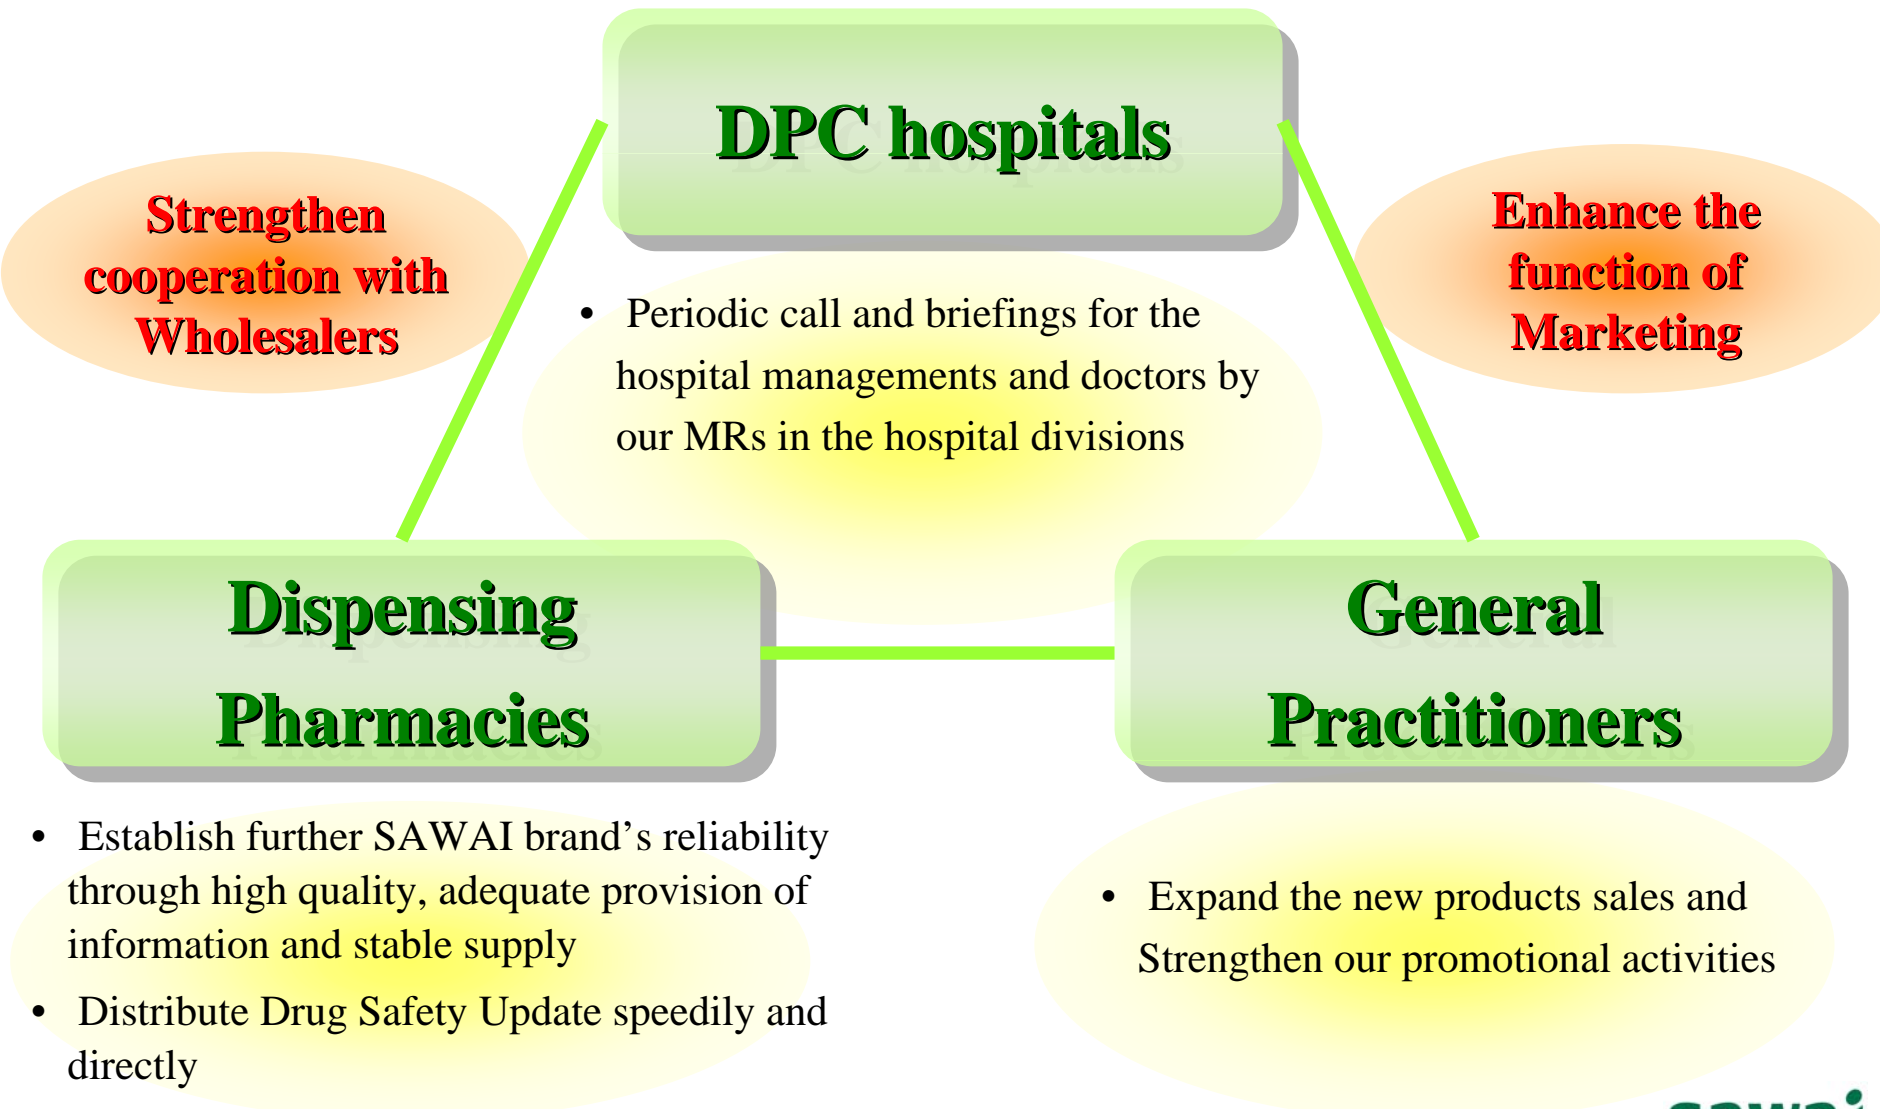 DPC hospitals
Strengthen
cooperation with
Wholesalers
Enhance the
function of
Marketing
• Periodic call and briefings for the
hospital managements and doctors by
our MRs in the hospital divisions
Dispensing
Pharmacies
General
Practitioners
• Establish further SAWAI brand’s reliability
through high quality, adequate provision of
information and stable supply
• Distribute Drug Safety Update speedily and
directly
• Expand the new products sales and
Strengthen our promotional activities
sawai